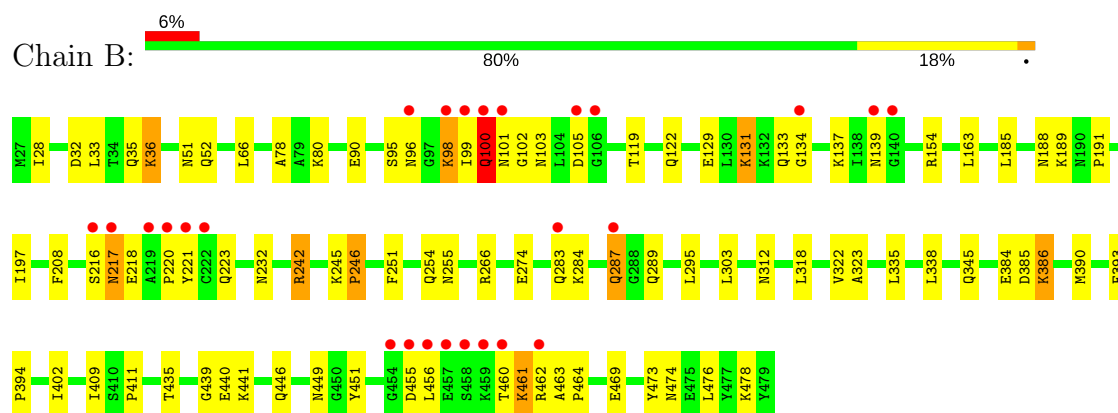 6%
Chain B:
80% 18% •
M27 I28 D32 L33 T34 Q35 K36 N51 Q52 L66 A78 A79 K80 E90 S95 N96 G97 K98 I99 Q100 N101 G102 N103 L104 D105 G106 T119 Q122 E129 L130 K131 K132 Q133 G134 K137 I138 N139 G140 R154 L163 L185 N188 K189 N190 P191
I197 F208 S216 N217 E218 A219 P220 Y221 C222 Q223 N232 R242 K245 P246 F251 Q254 N255 R266 E274 Q283 K284 Q287 G288 Q289 L295 L303 N312 L318 V322 A323 L335 L338 Q345 E384 D385 K386 M390
P394 I402 I409 S410 P411 T435 G439 E440 K441 Q446 N449 G450 Y451 G454 D455 L456 E457 S458 K459 T460 K461 R462 A463 P464 E469 Y473 N474 E475 L476 Y477 K478 Y479